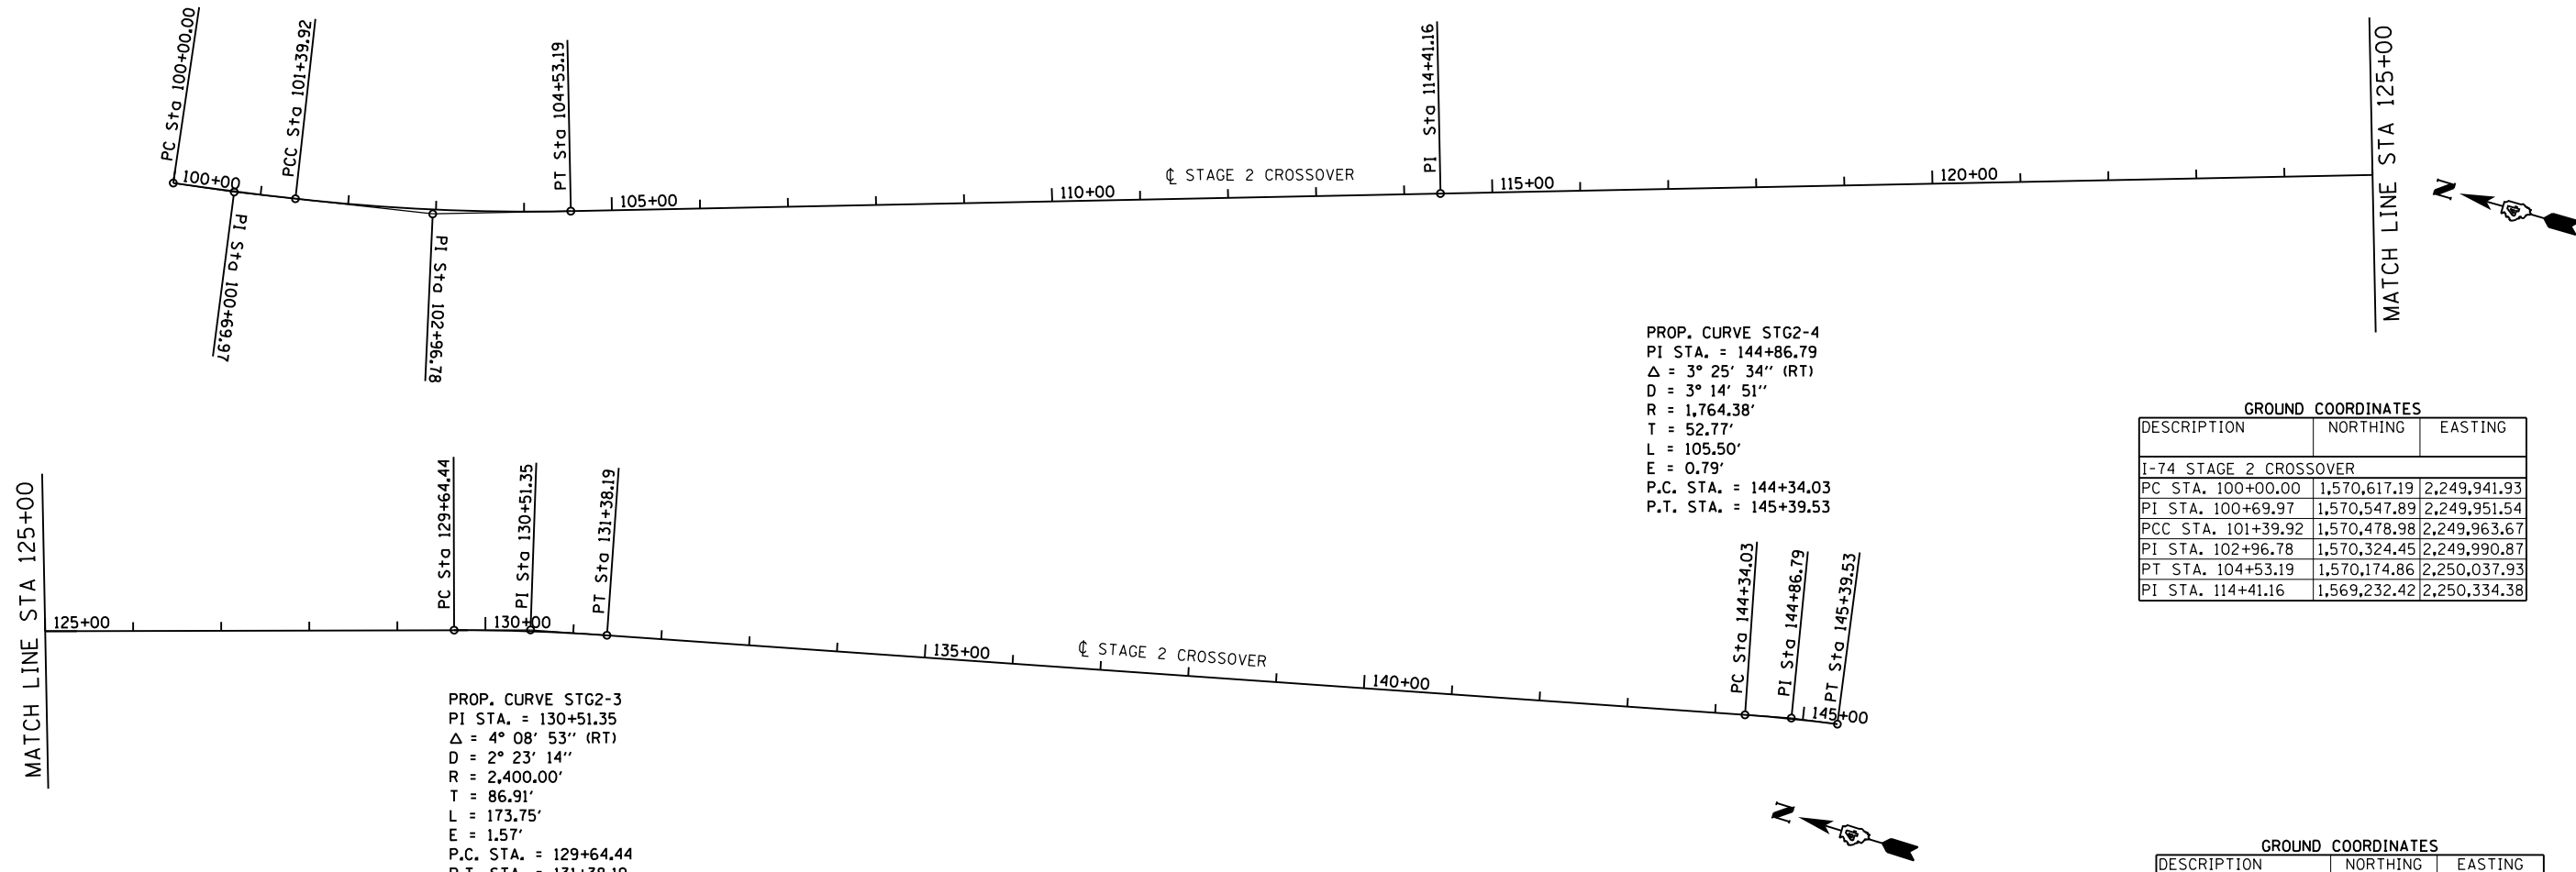 PC Sta 100+00.00
PCC Sta 101+39.92
PT Sta 104+53.19
PI Sta 114+41.16
MATCH LINE STA 125+00
100+00
105+00
110+00
℄ STAGE 2 CROSSOVER
115+00
120+00
N
4
PI Sta 100+69.97
PI Sta 102+96.78
PROP. CURVE STG2-4
PI STA. = 144+86.79
Δ = 3° 25' 34'' (RT)
D = 3° 14' 51''
R = 1,764.38'
T = 52.77'
L = 105.50'
E = 0.79'
P.C. STA. = 144+34.03
P.T. STA. = 145+39.53
GROUND COORDINATES
DESCRIPTION NORTHING EASTING
I-74 STAGE 2 CROSSOVER
PC STA. 100+00.00 1,570,617.19 2,249,941.93
PI STA. 100+69.97 1,570,547.89 2,249,951.54
PCC STA. 101+39.92 1,570,478.98 2,249,963.67
PI STA. 102+96.78 1,570,324.45 2,249,990.87
PT STA. 104+53.19 1,570,174.86 2,250,037.93
PI STA. 114+41.16 1,569,232.42 2,250,334.38
MATCH LINE STA 125+00
PC Sta 129+64.44
PI Sta 130+51.35
PT Sta 131+38.19
PC Sta 144+34.03
PI Sta 144+86.79
PT Sta 145+39.53
125+00
130+00
135+00
℄ STAGE 2 CROSSOVER
140+00
145+00
PROP. CURVE STG2-3
PI STA. = 130+51.35
Δ = 4° 08' 53'' (RT)
D = 2° 23' 14''
R = 2,400.00'
T = 86.91'
L = 173.75'
E = 1.57'
P.C. STA. = 129+64.44
P.T. STA. = 131+38.19
N
4
GROUND COORDINATES
DESCRIPTION NORTHING EASTING